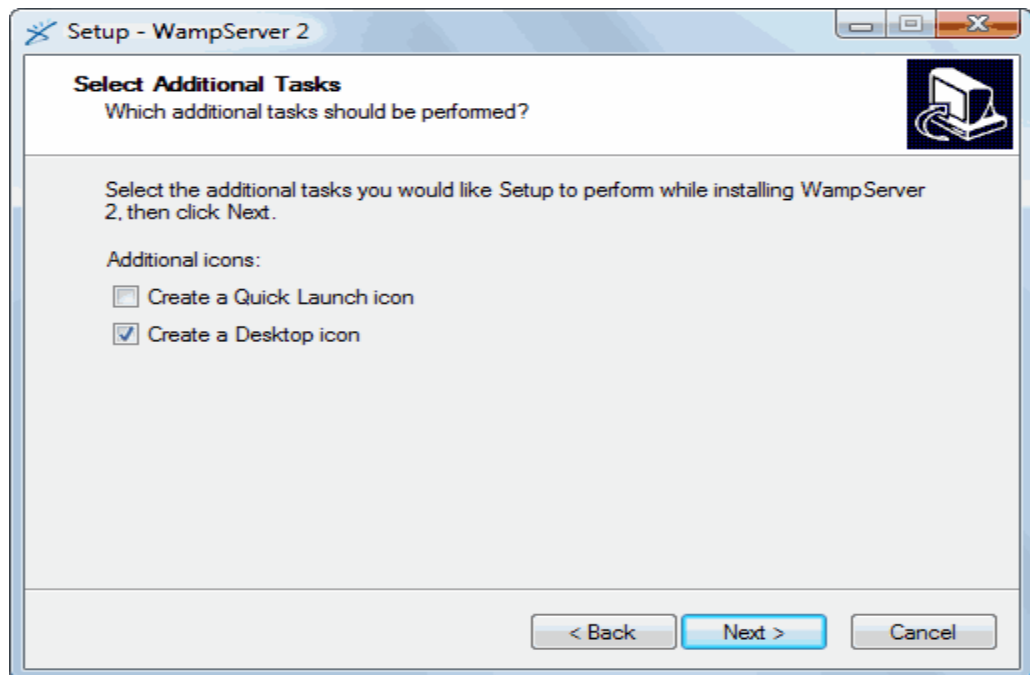 Setup - WampServer 2
Select Additional Tasks
Which additional tasks should be performed?
Select the additional tasks you would like Setup to perform while installing WampServer
2, then click Next.
Additional icons:
Create a Quick Launch icon
Create a Desktop icon
< Back
Next >
Cancel